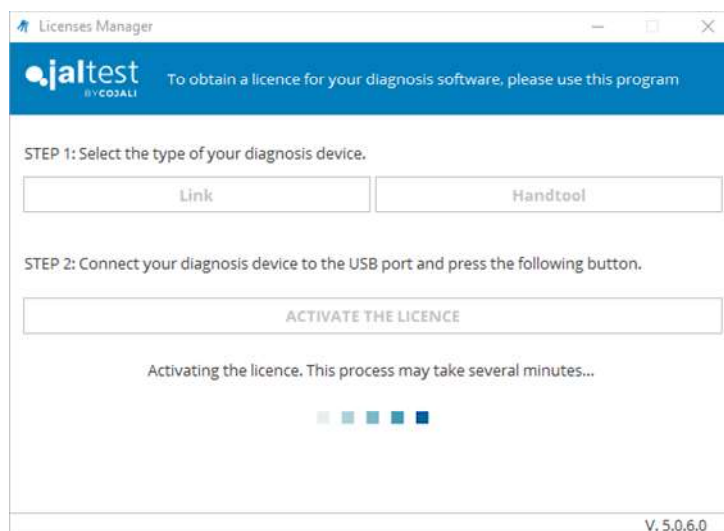 Licenses Manager
jaltest
BY COJALI
To obtain a licence for your diagnosis software, please use this program
STEP 1: Select the type of your diagnosis device.
Link
Handtool
STEP 2: Connect your diagnosis device to the USB port and press the following button.
ACTIVATE THE LICENCE
Activating the licence. This process may take several minutes...
V. 5.0.6.0